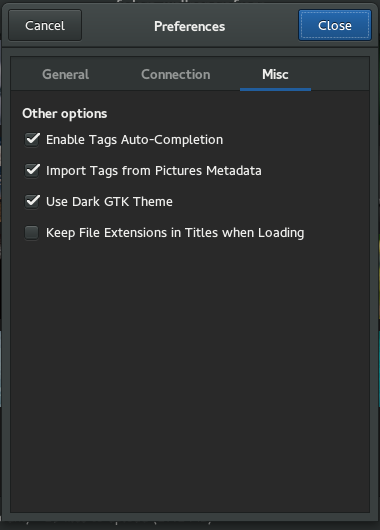 Cancel Preferences Close
General Connection Misc
Other options
Enable Tags Auto-Completion
Import Tags from Pictures Metadata
Use Dark GTK Theme
Keep File Extensions in Titles when Loading